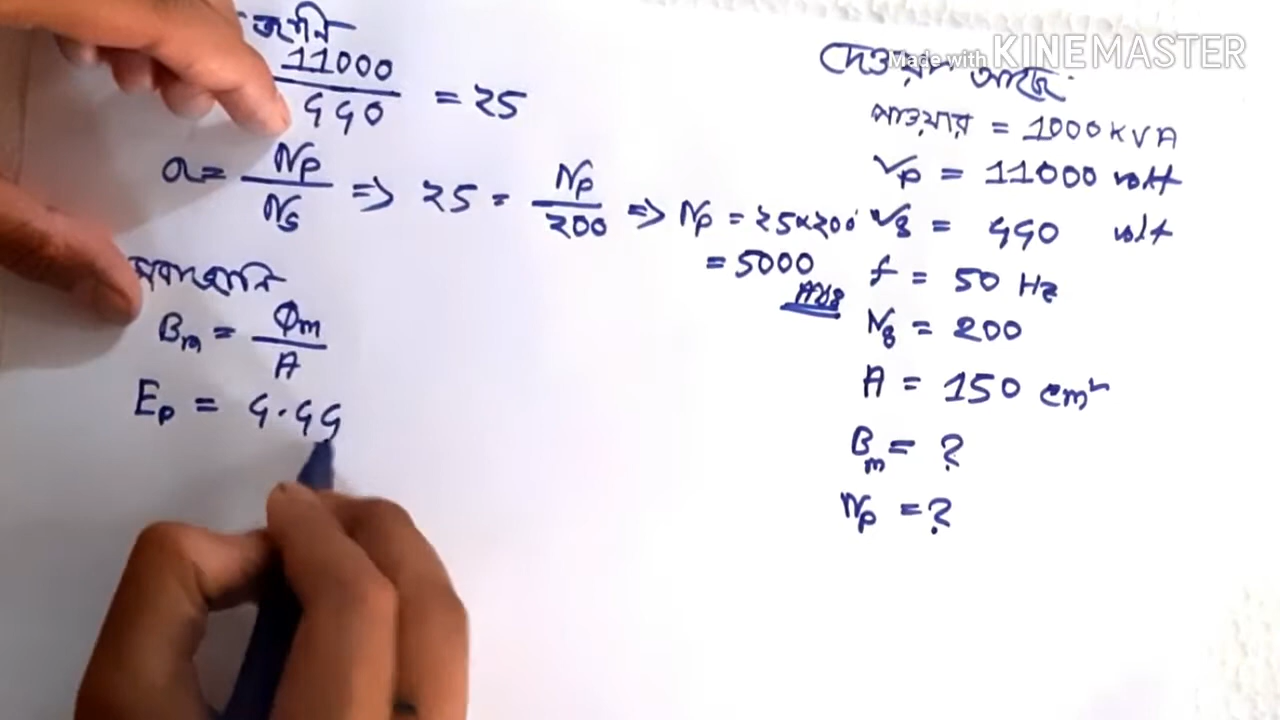 জানি
11000
440 = 25
a = Np / Ns => 25 = Np / 200 => Np = 25×200
= 5000
Ans
আবার জানি
Bm = Φm / A
Ep = 4.44
Made with KINEMASTER
দেওয়া আছে
পাওয়ার = 1000 KVA
Vp = 11000 volt
Vs = 440 volt
f = 50 Hz
Ns = 200
A = 150 cm²
Bm = ?
Np = ?